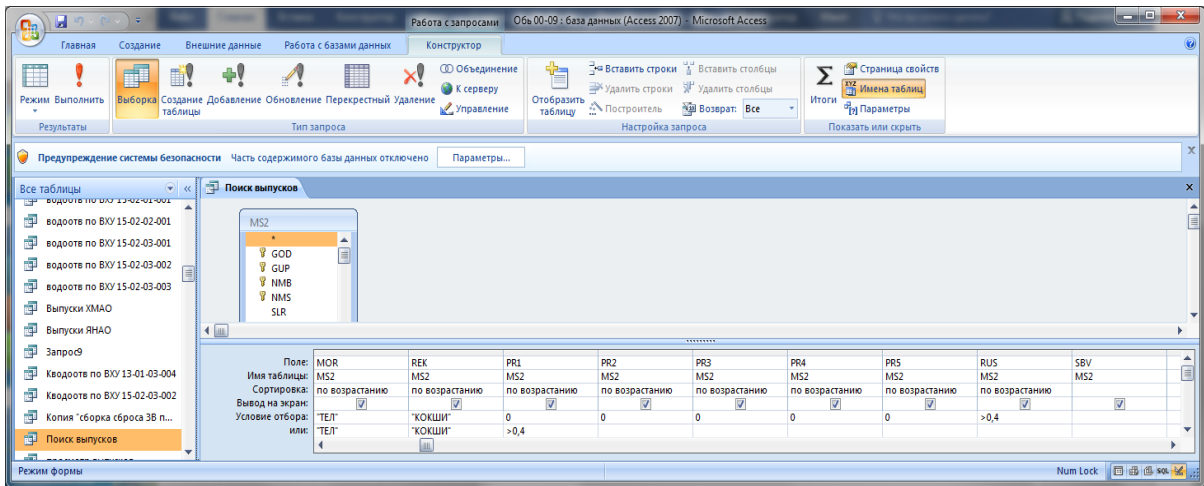 Работа с запросами Обь 00-09 : база данных (Access 2007) - Microsoft Access
Главная Создание Внешние данные Работа с базами данных Конструктор
Режим Выполнить
Результаты
Выборка Создание таблицы Добавление Обновление Перекрестный Удаление
Объединение
К серверу
Управление
Тип запроса
Отобразить таблицу
Вставить строки
Удалить строки
Построитель
Вставить столбцы
Удалить столбцы
Возврат: Все
Настройка запроса
Итоги
Страница свойств
Имена таблиц
Параметры
Показать или скрыть
Предупреждение системы безопасности Часть содержимого базы данных отключено Параметры...
Все таблицы
водоотв по ВХУ 15-02-01-001
водоотв по ВХУ 15-02-02-001
водоотв по ВХУ 15-02-03-001
водоотв по ВХУ 15-02-03-002
водоотв по ВХУ 15-02-03-003
Выпуски ХМАО
Выпуски ЯНАО
Запрос9
Кводоотв по ВХУ 13-01-03-004
Кводоотв по ВХУ 15-02-03-002
Копия "сборка сброса ЗВ п...
Поиск выпусков
Поиск выпусков
MS2
*
GOD
GUP
NMB
NMS
SLR
Поле: MOR REK PR1 PR2 PR3 PR4 PR5 RUS SBV
Имя таблицы: MS2 MS2 MS2 MS2 MS2 MS2 MS2 MS2 MS2
Сортировка: по возрастанию по возрастанию по возрастанию по возрастанию по возрастанию по возрастанию по возрастанию по возрастанию
Вывод на экран:
Условие отбора: "ТЕЛ" "КОКШИ" 0 0 0 0 0 >0,4
или: "ТЕЛ" "КОКШИ" >0,4
Режим формы Num Lock SQL